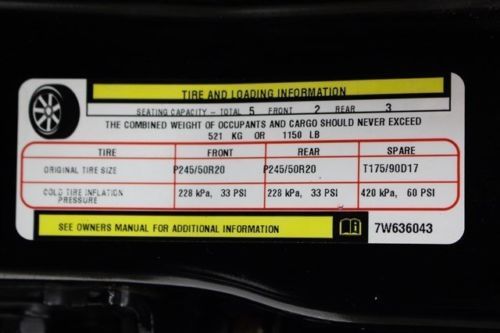 TIRE AND LOADING INFORMATION
SEATING CAPACITY - TOTAL 5 FRONT 2 REAR 3
THE COMBINED WEIGHT OF OCCUPANTS AND CARGO SHOULD NEVER EXCEED
521 KG OR 1150 LB
TIRE FRONT REAR SPARE
ORIGINAL TIRE SIZE P245/50R20 P245/50R20 T175/90D17
COLD TIRE INFLATION PRESSURE 228 kPa, 33 PSI 228 kPa, 33 PSI 420 kPa, 60 PSI
SEE OWNERS MANUAL FOR ADDITIONAL INFORMATION 7W636043